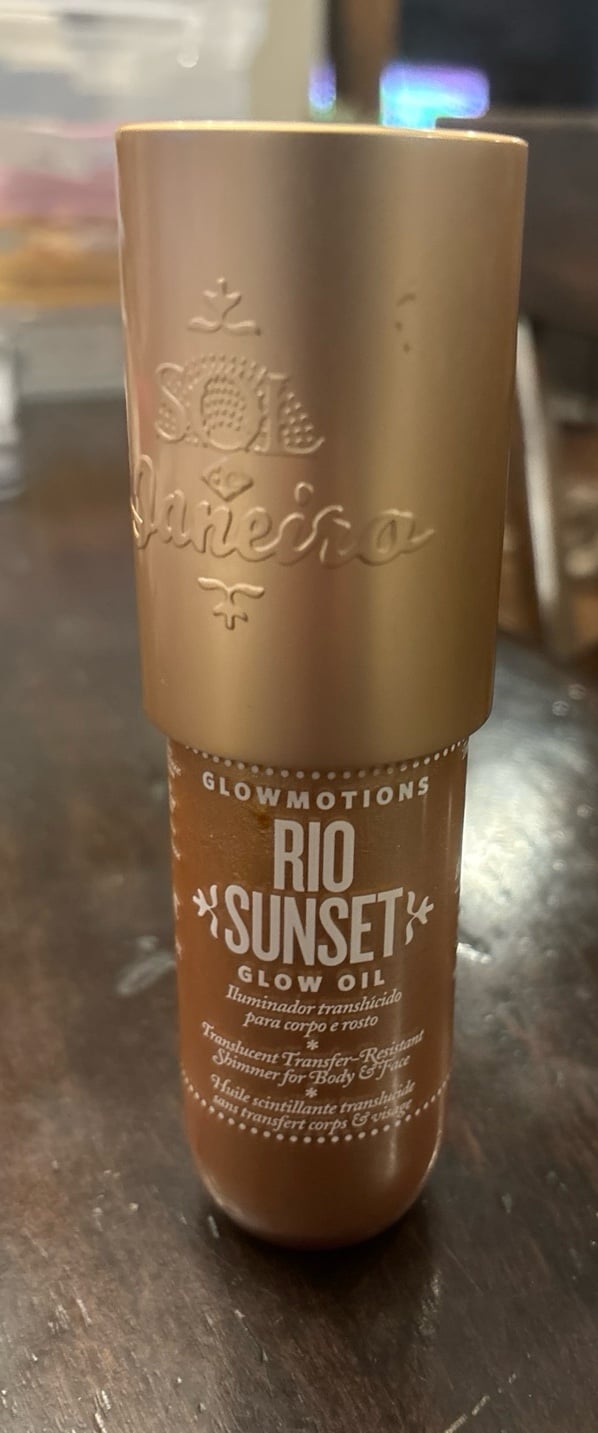 SOL
de
Janeiro
GLOWMOTIONS
RIO
SUNSET
GLOW OIL
Iluminador translúcido
para corpo e rosto
*
Translucent Transfer-Resistant
Shimmer for Body & Face
*
Huile scintillante translucide
sans transfert corps & visage